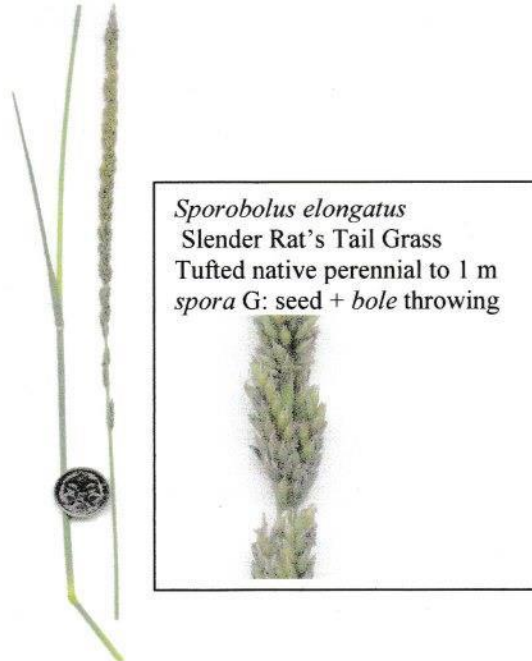 Sporobolus elongatus
Slender Rat's Tail Grass
Tufted native perennial to 1 m
spora G: seed + bole throwing